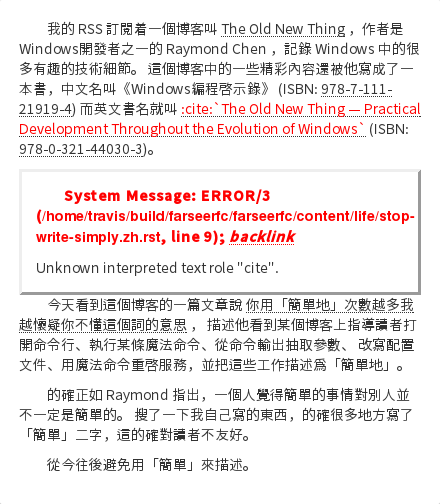 我的 RSS 訂閱着一個博客叫 The Old New Thing ，作者是
Windows開發者之一的 Raymond Chen ，記錄 Windows 中的很
多有趣的技術細節。 這個博客中的一些精彩內容還被他寫成了一
本書，中文名叫《Windows編程啓示錄》 (ISBN: 978-7-111-
21919-4) 而英文書名就叫 :cite:`The Old New Thing — Practical
Development Throughout the Evolution of Windows` (ISBN:
978-0-321-44030-3)。
System Message: ERROR/3
(/home/travis/build/farseerfc/farseerfc/content/life/stop-
write-simply.zh.rst, line 9); backlink
Unknown interpreted text role "cite".
今天看到這個博客的一篇文章說 你用「簡單地」次數越多我
越懷疑你不懂這個詞的意思 ， 描述他看到某個博客上指導讀者打
開命令行、執行某條魔法命令、從命令輸出抽取參數、 改寫配置
文件、用魔法命令重啓服務，並把這些工作描述爲「簡單地」。
的確正如 Raymond 指出，一個人覺得簡單的事情對別人並
不一定是簡單的。 搜了一下我自己寫的東西，的確很多地方寫了
「簡單」二字，這的確對讀者不友好。
從今往後避免用「簡單」來描述。